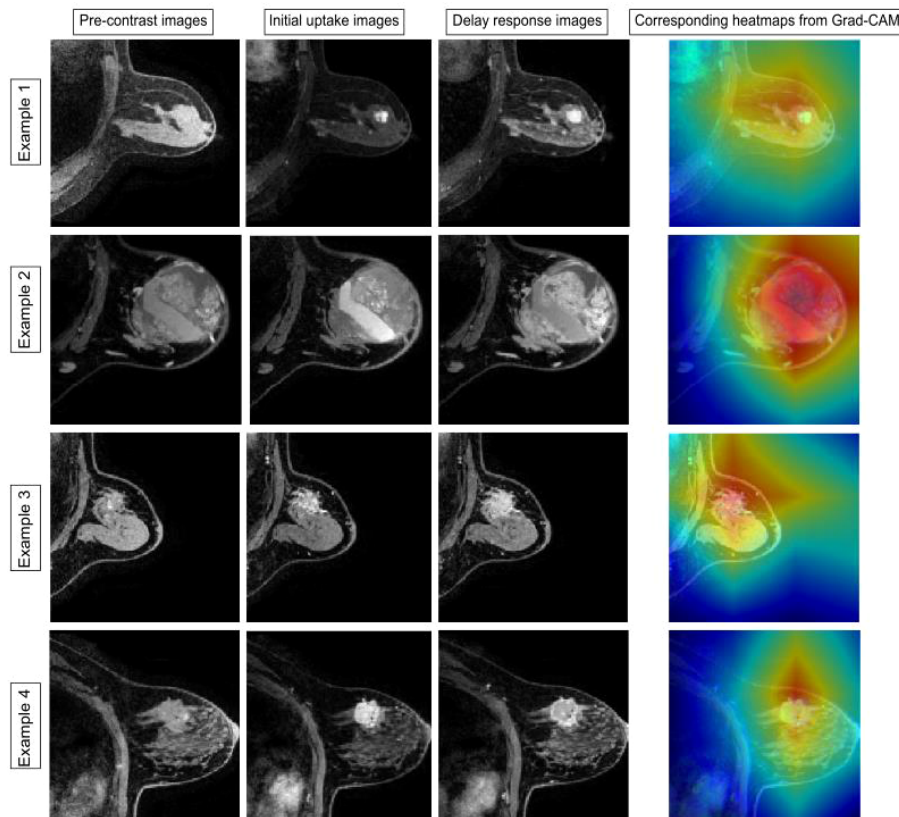 Pre-contrast images
Initial uptake images
Delay response images
Corresponding heatmaps from Grad-CAM
Example 1
Example 2
Example 3
Example 4